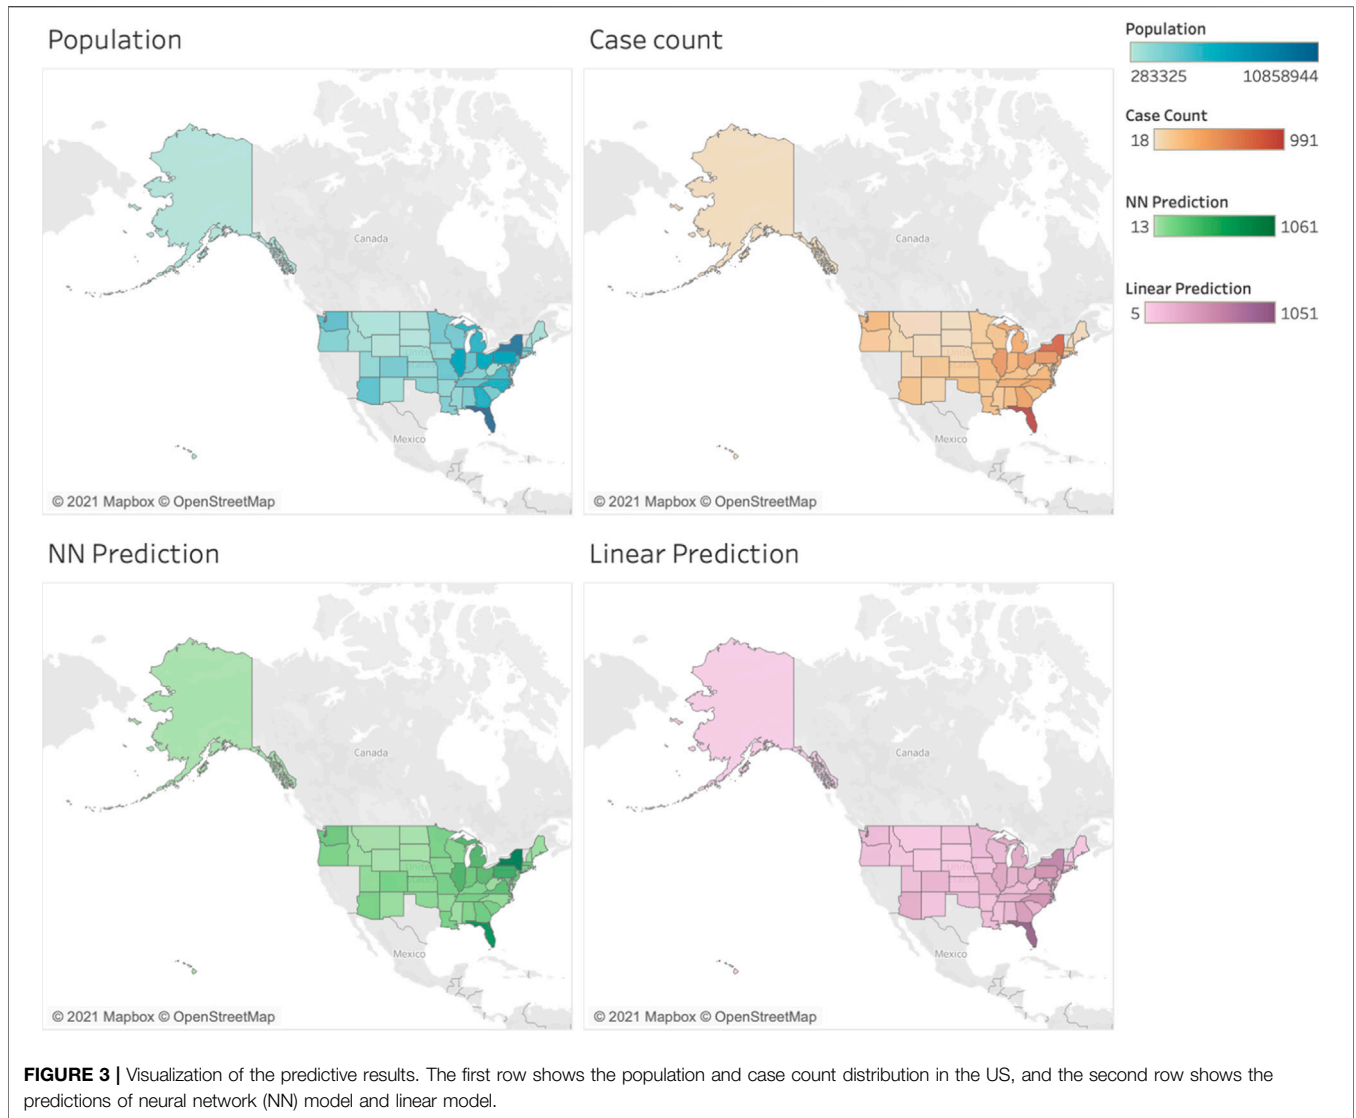 Population
Case count
Population
283325 10858944
Case Count
18 991
NN Prediction
13 1061
Linear Prediction
5 1051
Canada
Mexico
© 2021 Mapbox © OpenStreetMap
Canada
Mexico
© 2021 Mapbox © OpenStreetMap
NN Prediction
Linear Prediction
Canada
Mexico
© 2021 Mapbox © OpenStreetMap
Canada
Mexico
© 2021 Mapbox © OpenStreetMap
FIGURE 3 | Visualization of the predictive results. The first row shows the population and case count distribution in the US, and the second row shows the
predictions of neural network (NN) model and linear model.